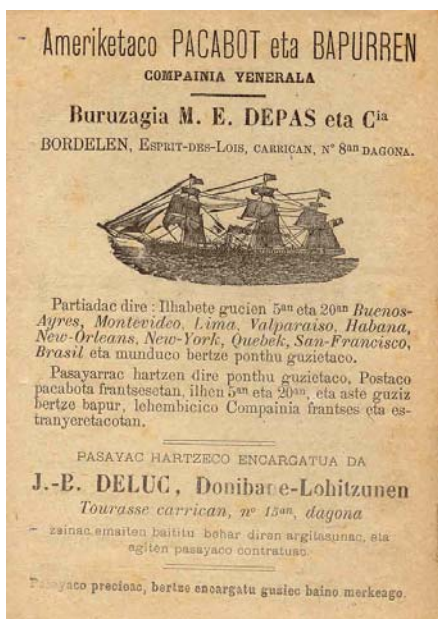 Ameriketaco PACABOT eta BAPURREN
COMPAINIA YENERALA
Buruzagia M. E. DEPAS eta Cia
BORDELEN, ESPRIT-DES-LOIS, CARRICAN, No 8an DAGONA.
Partiadac dire : Ilhabete gucien 5an eta 20an Buenos-
Ayres, Montevideo, Lima, Valparaiso, Habana,
New-Orleans, New-York, Quebek, San-Francisco,
Brasil eta munduco bertze ponthu guzietaco.
Pasayarrac hartzen dire ponthu guzietaco, Postaco
pacabota frantsesetan, ilhen 5an eta 20an, eta aste guziz
bertze bapur, lehembicico Compainia frantses eta es-
tranyeretacotan.
PASAYAC HARTZECO ENCARGATUA DA
J.-B. DELUC, Donibane-Lohitzunen
Tourasse carrican, no 15an, dagona
zainac emaiten baititu behar diren argitasunac, eta
egiten pasayaco contratuac.
Pasayaco precioac, bertze encargatu guziec baino merkeago.